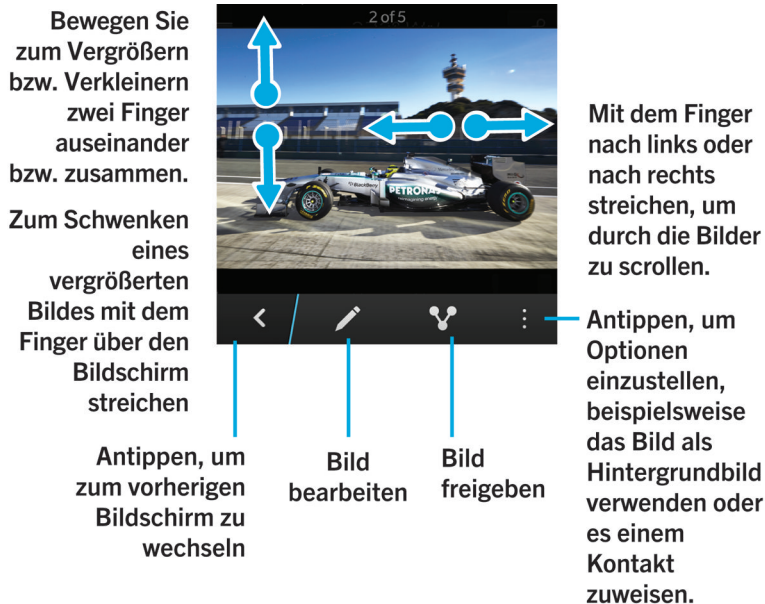 Bewegen Sie
zum Vergrößern
bzw. Verkleinern
zwei Finger
auseinander
bzw. zusammen.
Zum Schwenken
eines
vergrößerten
Bildes mit dem
Finger über den
Bildschirm
streichen
2 of 5
BlackBerry
PETRONAS
Mit dem Finger
nach links oder
nach rechts
streichen, um
durch die Bilder
zu scrollen.
Antippen, um
Optionen
einzustellen,
beispielsweise
das Bild als
Hintergrundbild
verwenden oder
es einem
Kontakt
zuweisen.
Antippen, um
zum vorherigen
Bildschirm zu
wechseln
Bild
bearbeiten
Bild
freigeben